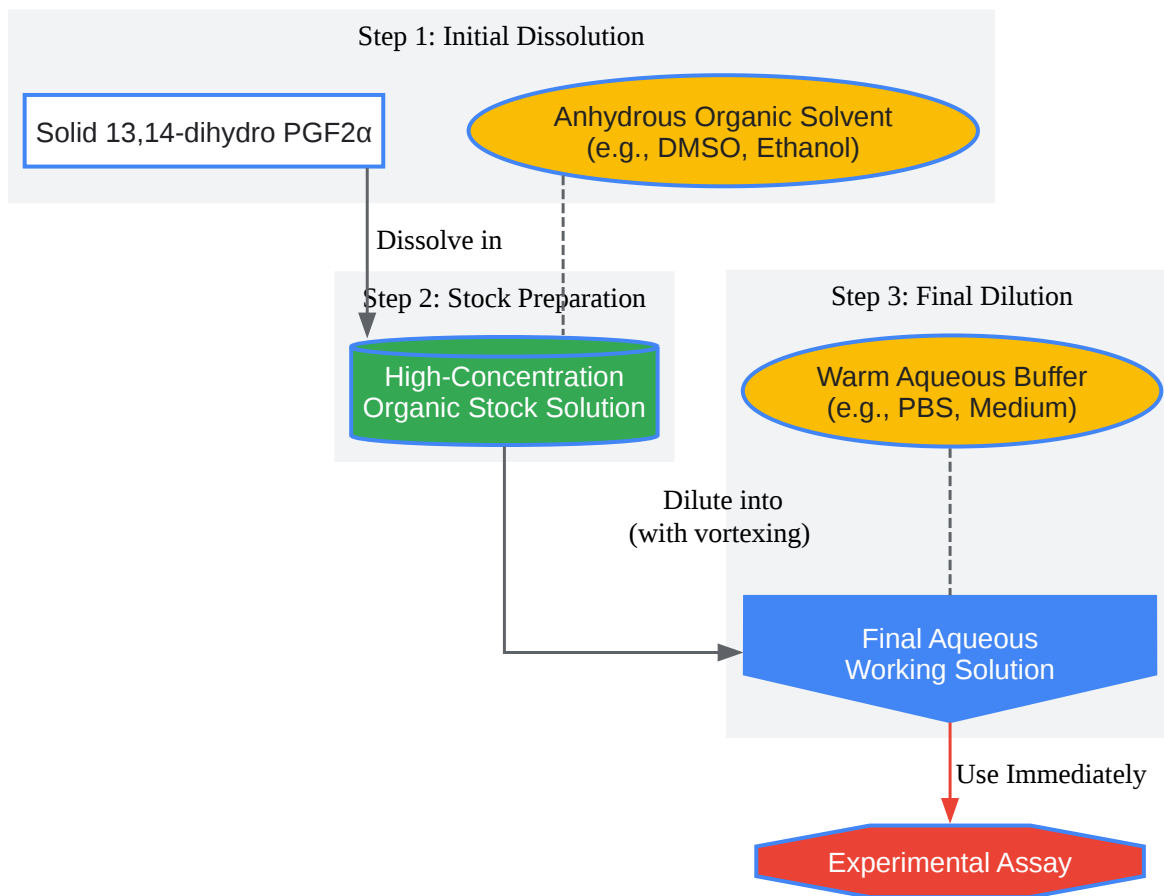 Step 1: Initial Dissolution
Solid 13,14-dihydro PGF2α
Anhydrous Organic Solvent
(e.g., DMSO, Ethanol)
Dissolve in
Step 2: Stock Preparation
High-Concentration
Organic Stock Solution
Step 3: Final Dilution
Warm Aqueous Buffer
(e.g., PBS, Medium)
Dilute into
(with vortexing)
Final Aqueous
Working Solution
Use Immediately
Experimental Assay